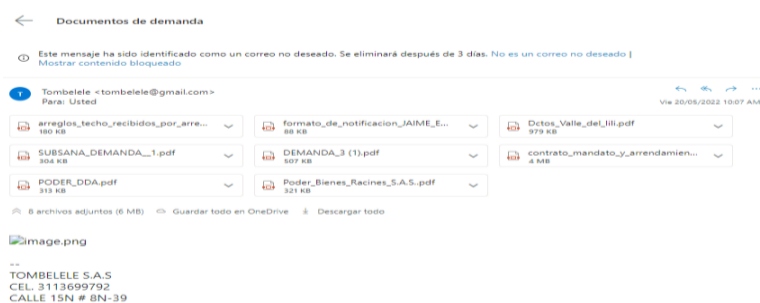 Documentos de demanda
Este mensaje ha sido identificado como un correo no deseado. Se eliminará después de 3 días. No es un correo no deseado |
Mostrar contenido bloqueado
T
Tombelele <tombelele@gmail.com>
Para: Usted
Vie 20/05/2022 10:07 AM
arreglos_techo_recibidos_por_arre...
180 KB
formato_de_notificacion_JAIME_E...
88 KB
Dctos_Valle_del_lili.pdf
979 KB
SUBSANA_DEMANDA__1.pdf
304 KB
DEMANDA_3 (1).pdf
507 KB
contrato_mandato_y_arrendamien...
4 MB
PODER_DDA.pdf
313 KB
Poder_Bienes_Racines_S.A.S..pdf
321 KB
8 archivos adjuntos (6 MB) Guardar todo en OneDrive Descargar todo
image.png
--
TOMBELELE S.A.S
CEL. 3113699792
CALLE 15N # 8N-39